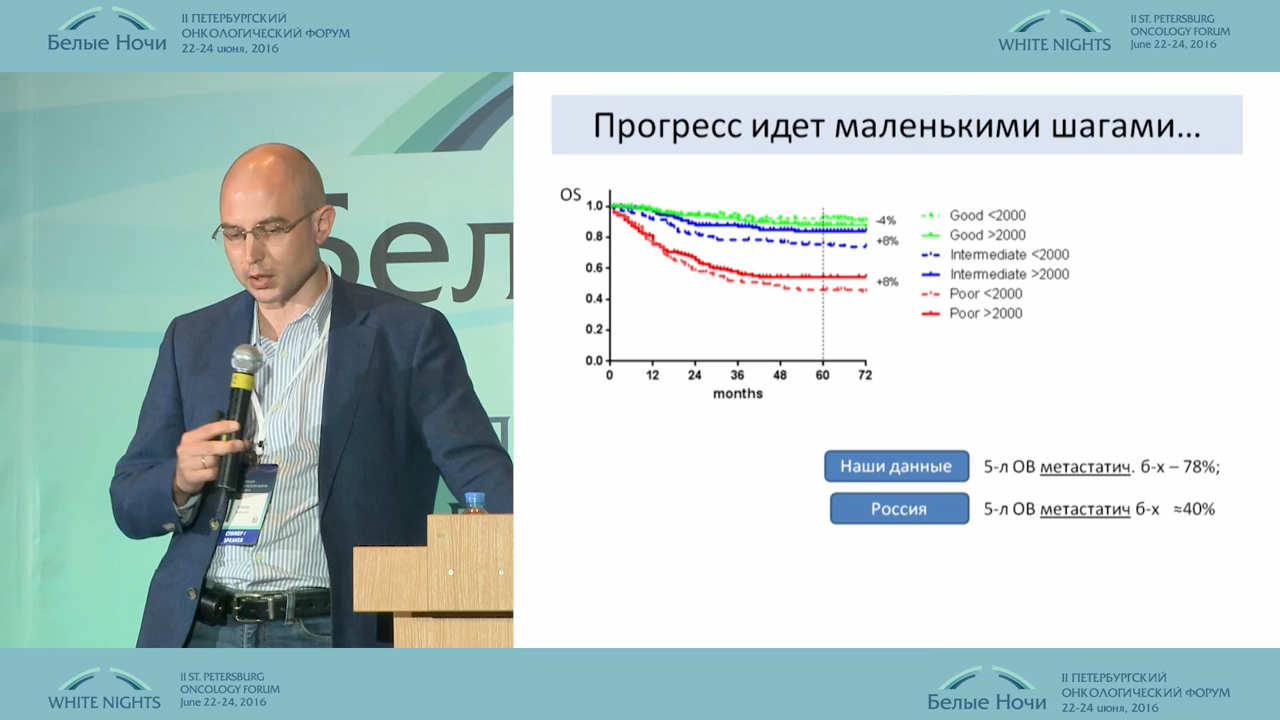 Белые Ночи
II ПЕТЕРБУРГСКИЙ
ОНКОЛОГИЧЕСКИЙ ФОРУМ
22-24 июня, 2016
WHITE NIGHTS
II ST. PETERSBURG
ONCOLOGY FORUM
June 22-24, 2016
Бел
СПИКЕР /
SPEAKER
Прогресс идет маленькими шагами...
OS
1.0
0.8
0.6
0.4
0.2
0.0
0 12 24 36 48 60 72
months
-4%
+8%
+8%
Good <2000
Good >2000
Intermediate <2000
Intermediate >2000
Poor <2000
Poor >2000
Наши данные 5-л ОВ метастатич. б-х – 78%;
Россия 5-л ОВ метастатич б-х ≈40%
WHITE NIGHTS
II ST. PETERSBURG
ONCOLOGY FORUM
June 22-24, 2016
Белые Ночи
II ПЕТЕРБУРГСКИЙ
ОНКОЛОГИЧЕСКИЙ ФОРУМ
22-24 июня, 2016